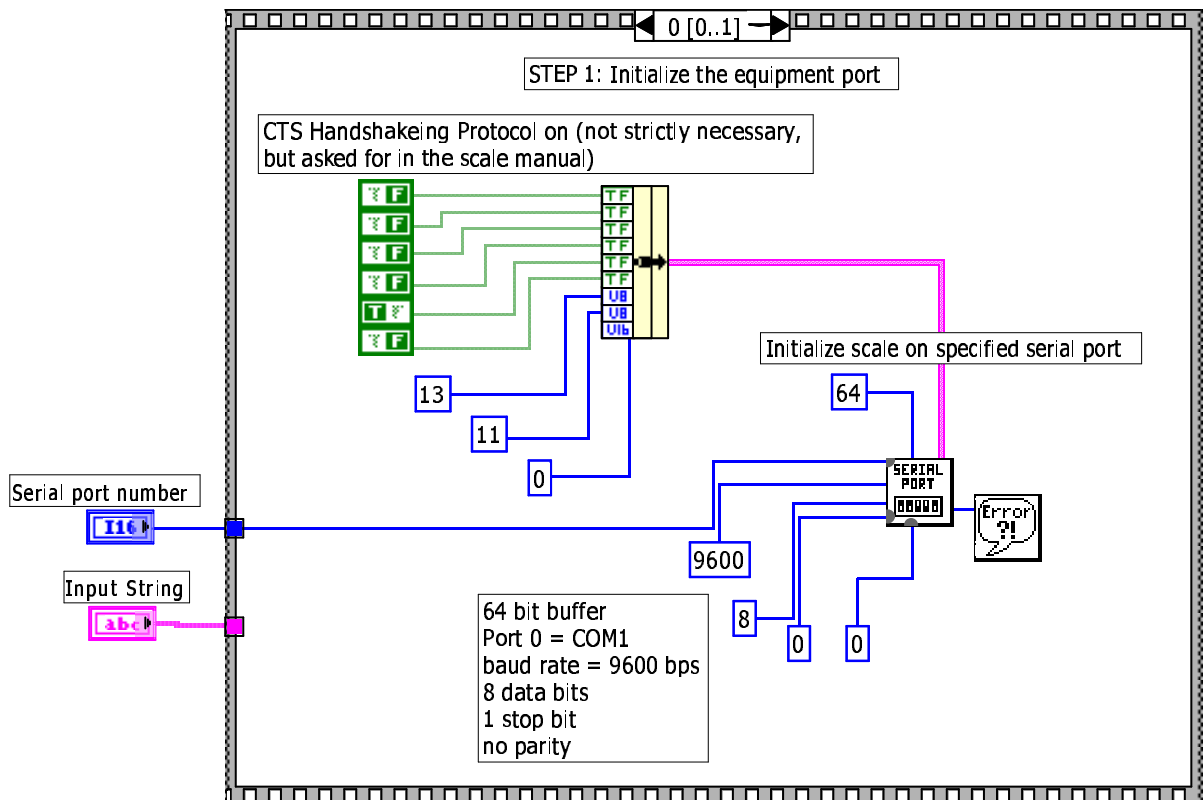 0 [0..1]
STEP 1: Initialize the equipment port
CTS Handshakeing Protocol on (not strictly necessary,
but asked for in the scale manual)
F
F
F
F
T
F
TF
TF
TF
TF
TF
TF
U8
U8
U16
13
11
0
Initialize scale on specified serial port
64
SERIAL
PORT
Error
?!
Serial port number
I16
9600
Input String
abc
8
0
0
64 bit buffer
Port 0 = COM1
baud rate = 9600 bps
8 data bits
1 stop bit
no parity